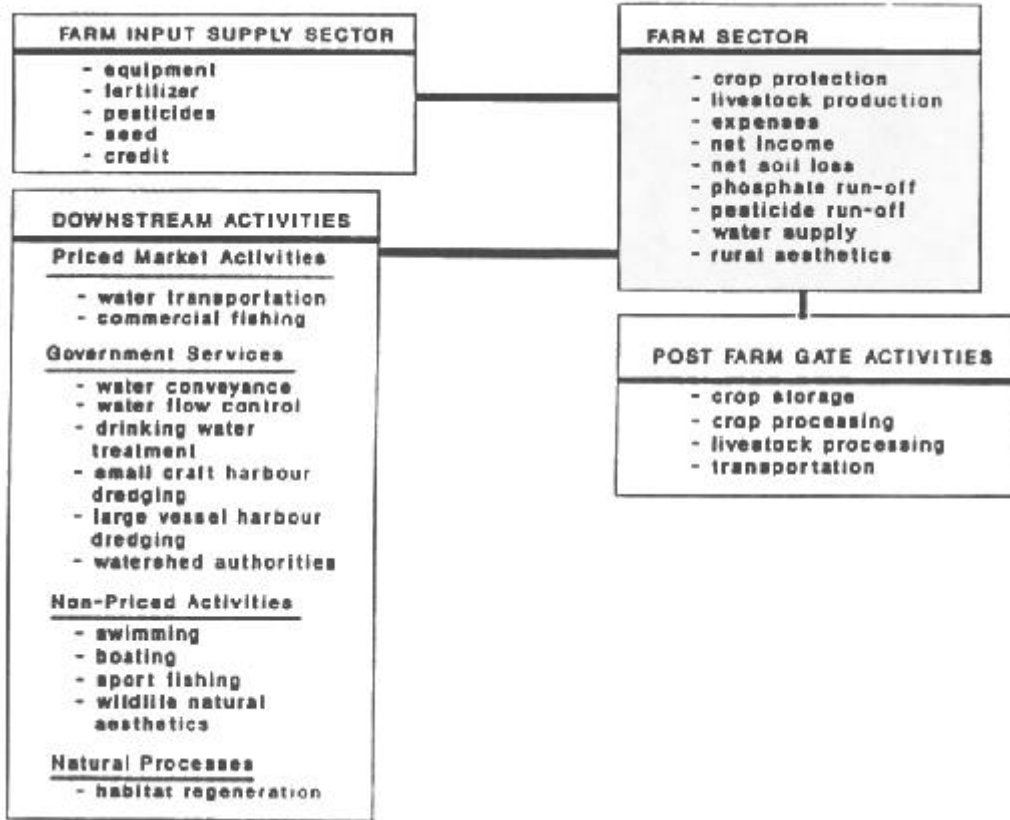 FARM INPUT SUPPLY SECTOR
- equipment
- fertilizer
- pesticides
- seed
- credit
FARM SECTOR
- crop protection
- livestock production
- expenses
- net income
- net soil loss
- phosphate run-off
- pesticide run-off
- water supply
- rural aesthetics
DOWNSTREAM ACTIVITIES
Priced Market Activities
- water transportation
- commercial fishing
Government Services
- water conveyance
- water flow control
- drinking water
treatment
- small craft harbour
dredging
- large vessel harbour
dredging
- watershed authorities
Non-Priced Activities
- swimming
- boating
- sport fishing
- wildlife natural
aesthetics
Natural Processes
- habitat regeneration
POST FARM GATE ACTIVITIES
- crop storage
- crop processing
- livestock processing
- transportation